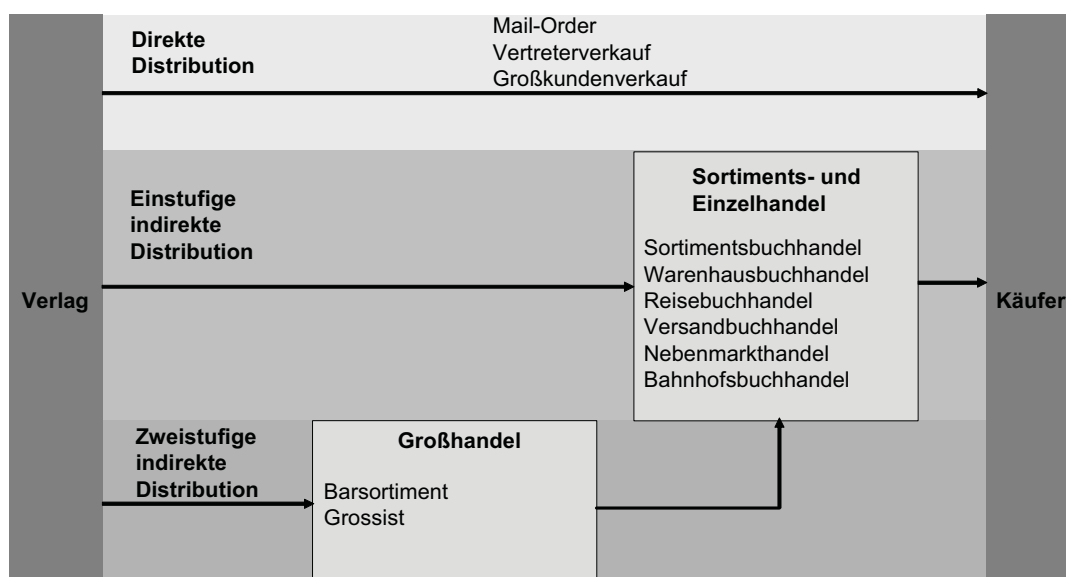 Direkte
Distribution
Mail-Order
Vertreterverkauf
Großkundenverkauf
Einstufige
indirekte
Distribution
Sortiments- und
Einzelhandel
Sortimentsbuchhandel
Warenhausbuchhandel
Reisebuchhandel
Versandbuchhandel
Nebenmarkthandel
Bahnhofsbuchhandel
Verlag
Käufer
Zweistufige
indirekte
Distribution
Großhandel
Barsortiment
Grossist